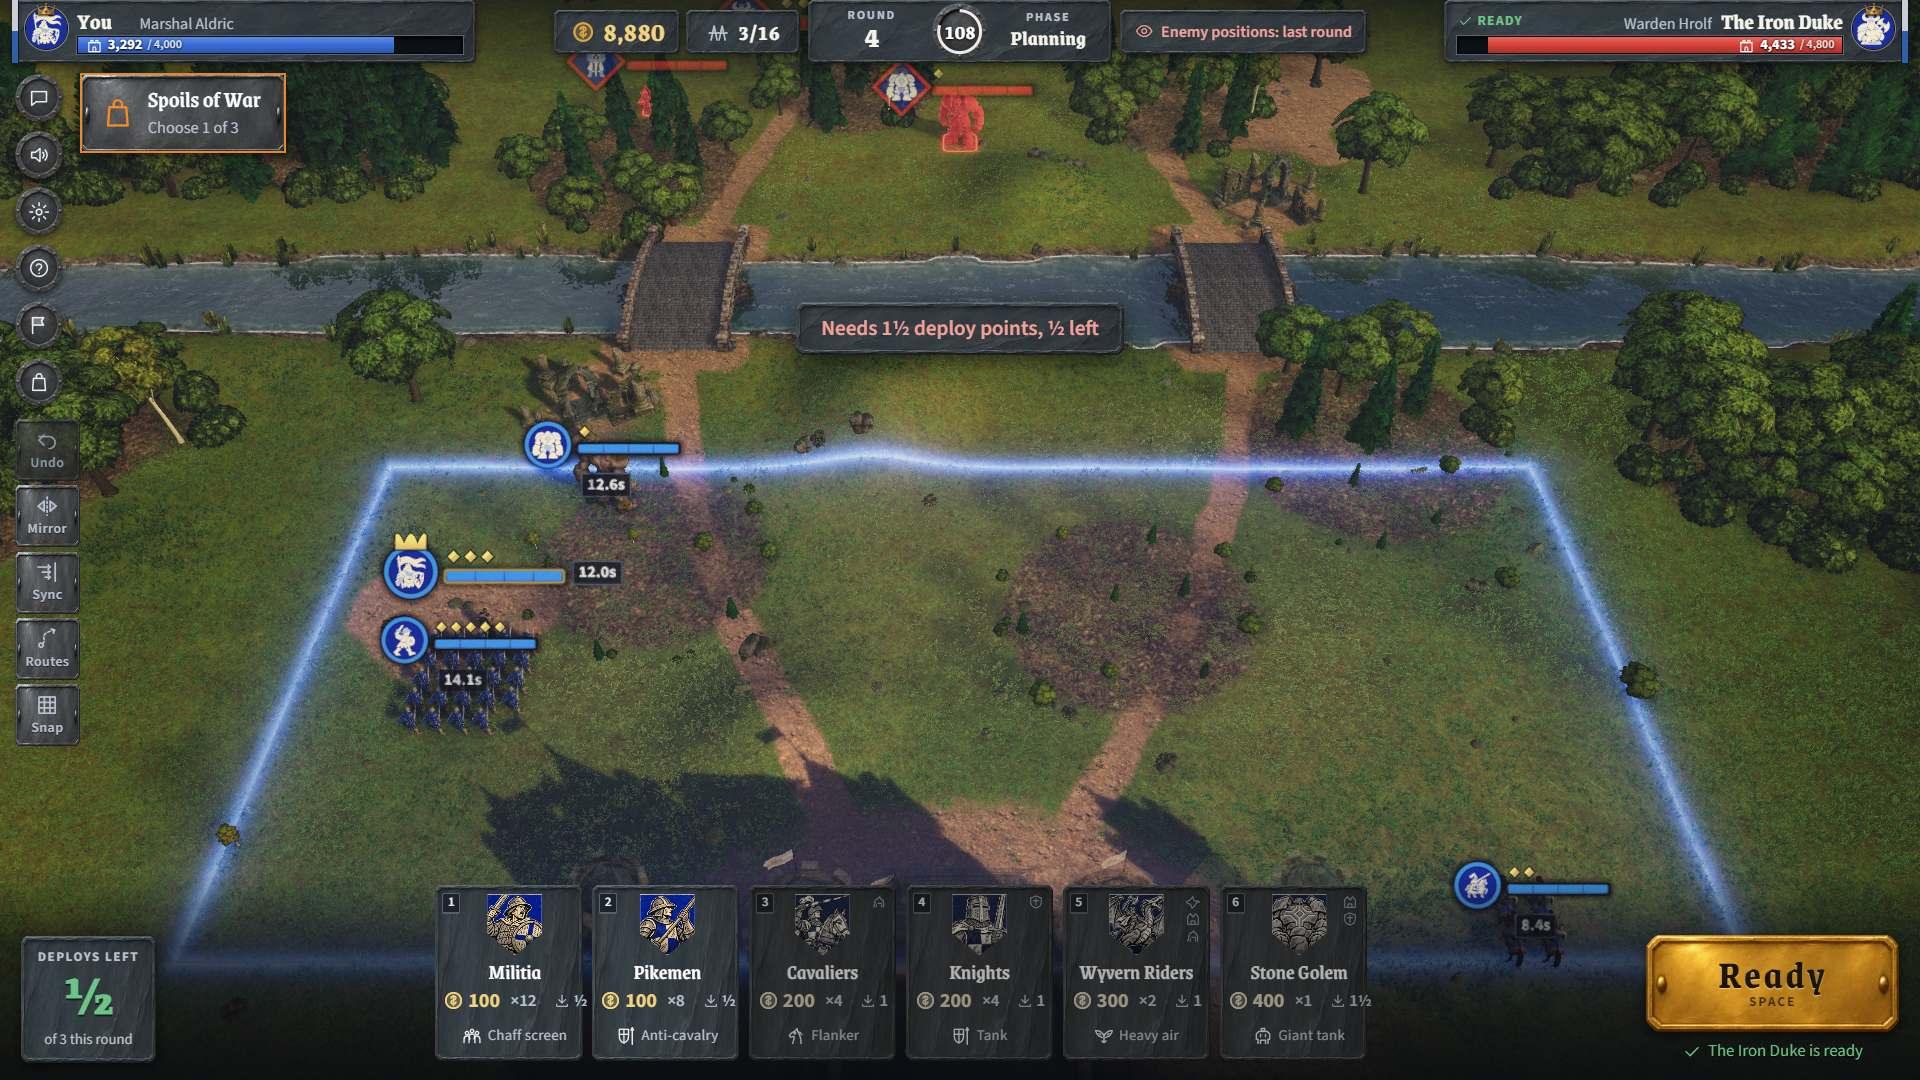 You
Marshal Aldric
3,292 / 4,000
8,880
3/16
ROUND
4
108
PHASE
Planning
Enemy positions: last round
READY
Warden Hrolf The Iron Duke
4,433 / 4,800
Spoils of War
Choose 1 of 3
Needs 1½ deploy points, ½ left
Undo
Mirror
Sync
Routes
Snap
12.6s
12.0s
14.1s
8.4s
DEPLOYS LEFT
½
of 3 this round
1
Militia
100 ×12 ½
Chaff screen
2
Pikemen
100 ×8 ½
Anti-cavalry
3
Cavaliers
200 ×4 1
Flanker
4
Knights
200 ×4 1
Tank
5
Wyvern Riders
300 ×2 1
Heavy air
6
Stone Golem
400 ×1 1½
Giant tank
Ready
SPACE
The Iron Duke is ready